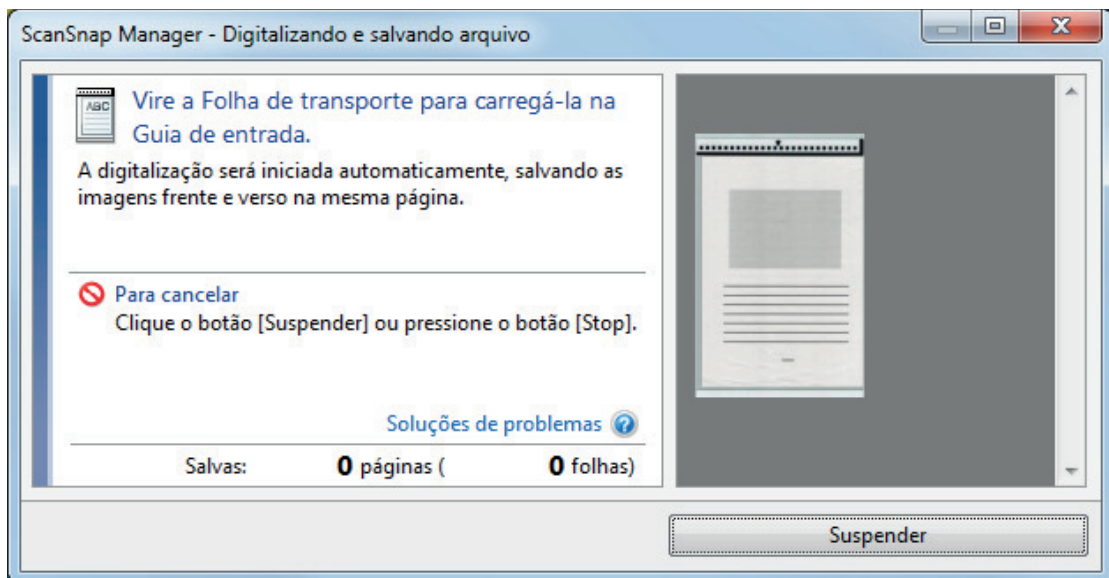 ScanSnap Manager - Digitalizando e salvando arquivo
ABC
Vire a Folha de transporte para carregá-la na
Guia de entrada.
A digitalização será iniciada automaticamente, salvando as
imagens frente e verso na mesma página.
Para cancelar
Clique o botão [Suspender] ou pressione o botão [Stop].
Soluções de problemas ?
Salvas: 0 páginas ( 0 folhas)
Suspender